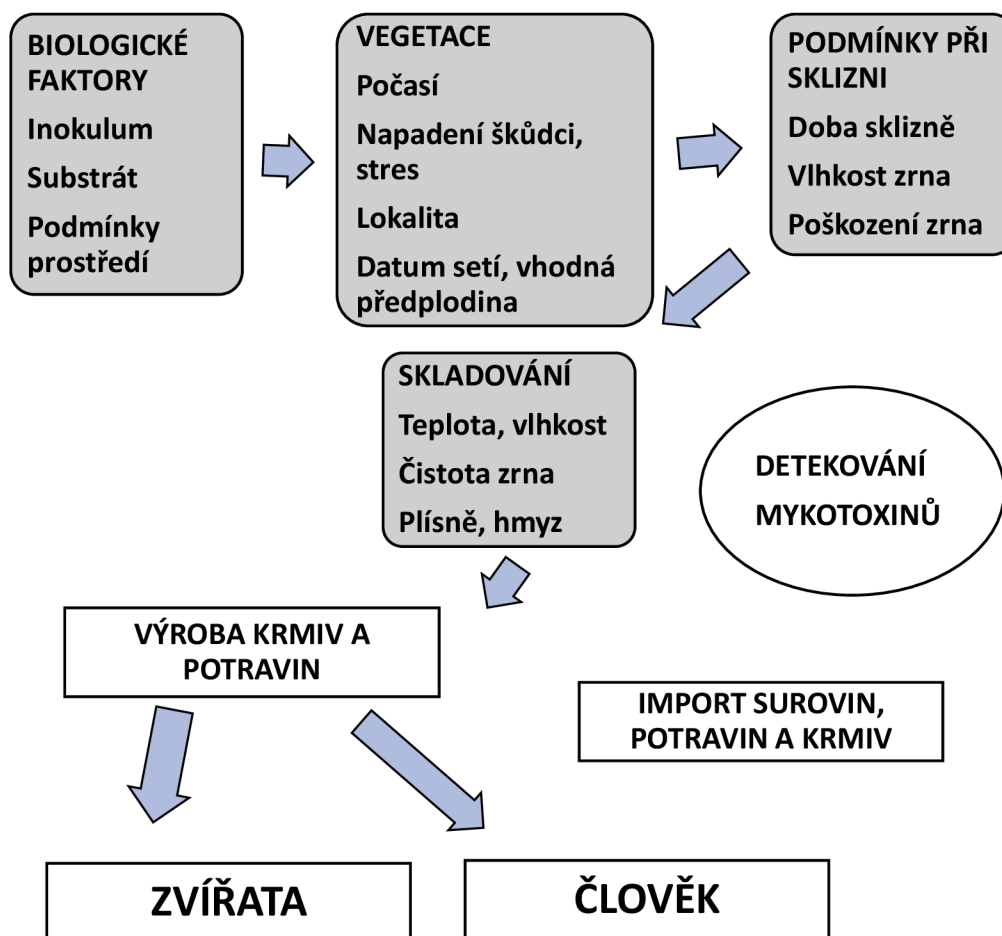 BIOLOGICKÉ
FAKTORY
Inokulum
Substrát
Podmínky
prostředí
VEGETACE
Počasí
Napadení škůdci,
stres
Lokalita
Datum setí, vhodná
předplodina
PODMÍNKY PŘI
SKLIZNI
Doba sklizně
Vlhkost zrna
Poškození zrna
SKLADOVÁNÍ
Teplota, vlhkost
Čistota zrna
Plísně, hmyz
DETEKOVÁNÍ
MYKOTOXINŮ
VÝROBA KRMIV A
POTRAVIN
IMPORT SUROVIN,
POTRAVIN A KRMIV
ZVÍŘATA
ČLOVĚK